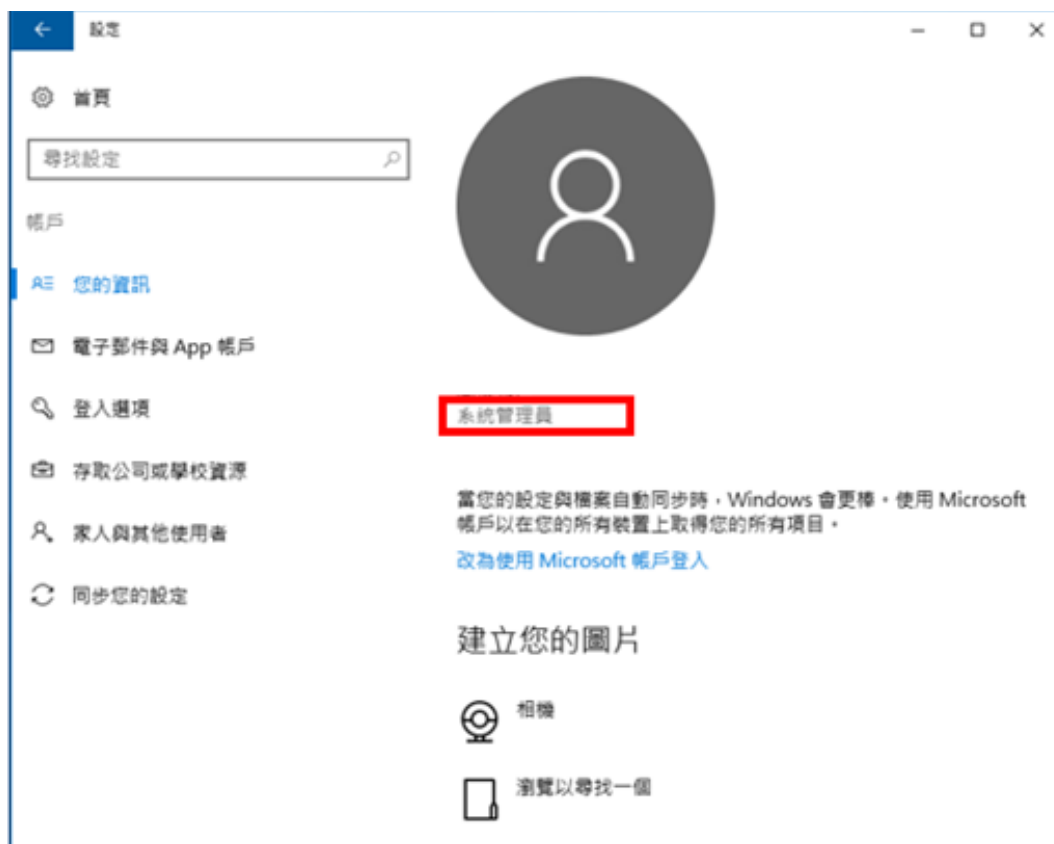 設定
首頁
尋找設定
帳戶
您的資訊
電子郵件與 App 帳戶
登入選項
存取公司或學校資源
家人與其他使用者
同步您的設定
系統管理員
當您的設定與檔案自動同步時，Windows 會更棒。使用 Microsoft
帳戶以在您的所有裝置上取得您的所有項目。
改為使用 Microsoft 帳戶登入
建立您的圖片
相機
瀏覽以尋找一個